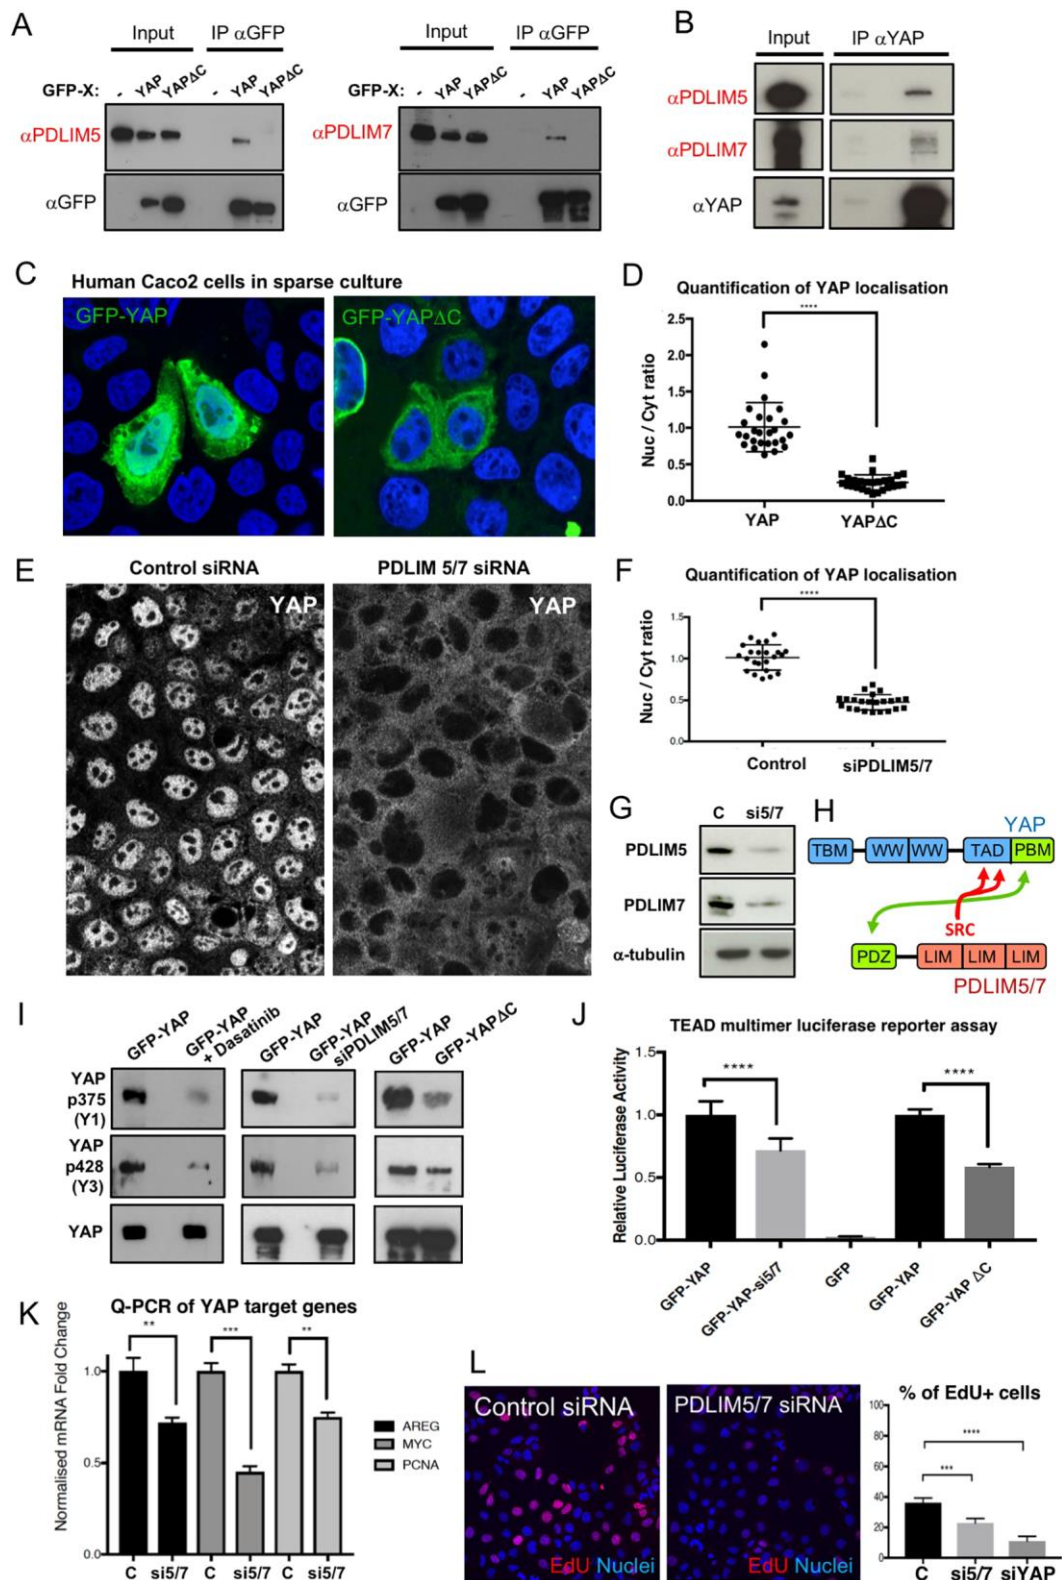 A
Input
IP αGFP
GFP-X:
-
YAP
YAPΔC
-
YAP
YAPΔC
αPDLIM5
αGFP
Input
IP αGFP
GFP-X:
-
YAP
YAPΔC
-
YAP
YAPΔC
αPDLIM7
αGFP
B
Input
IP αYAP
αPDLIM5
αPDLIM7
αYAP
C
Human Caco2 cells in sparse culture
GFP-YAP
GFP-YAPΔC
D
Quantification of YAP localisation
****
Nuc / Cyt ratio
2.5
2.0
1.5
1.0
0.5
0.0
YAP
YAPΔC
E
Control siRNA
PDLIM 5/7 siRNA
YAP
YAP
F
Quantification of YAP localisation
****
Nuc / Cyt ratio
1.5
1.0
0.5
0.0
Control
siPDLIM5/7
G
C
si5/7
PDLIM5
PDLIM7
α-tubulin
H
YAP
TBM
WW
WW
TAD
PBM
SRC
PDZ
LIM
LIM
LIM
PDLIM5/7
I
GFP-YAP
GFP-YAP
+ Dasatinib
GFP-YAP
GFP-YAP
siPDLIM5/7
GFP-YAP
GFP-YAPΔC
YAP
p375
(Y1)
YAP
p428
(Y3)
YAP
J
TEAD multimer luciferase reporter assay
Relative Luciferase Activity
1.5
1.0
0.5
0.0
****
****
GFP-YAP
GFP-YAP-si5/7
GFP
GFP-YAP
GFP-YAP ΔC
K
Q-PCR of YAP target genes
Normalised mRNA Fold Change
1.0
0.5
0.0
**
***
**
AREG
MYC
PCNA
C
si5/7
C
si5/7
C
si5/7
L
Control siRNA
EdU Nuclei
PDLIM5/7 siRNA
EdU Nuclei
% of EdU+ cells
80
60
40
20
0
****
***
C
si5/7
siYAP